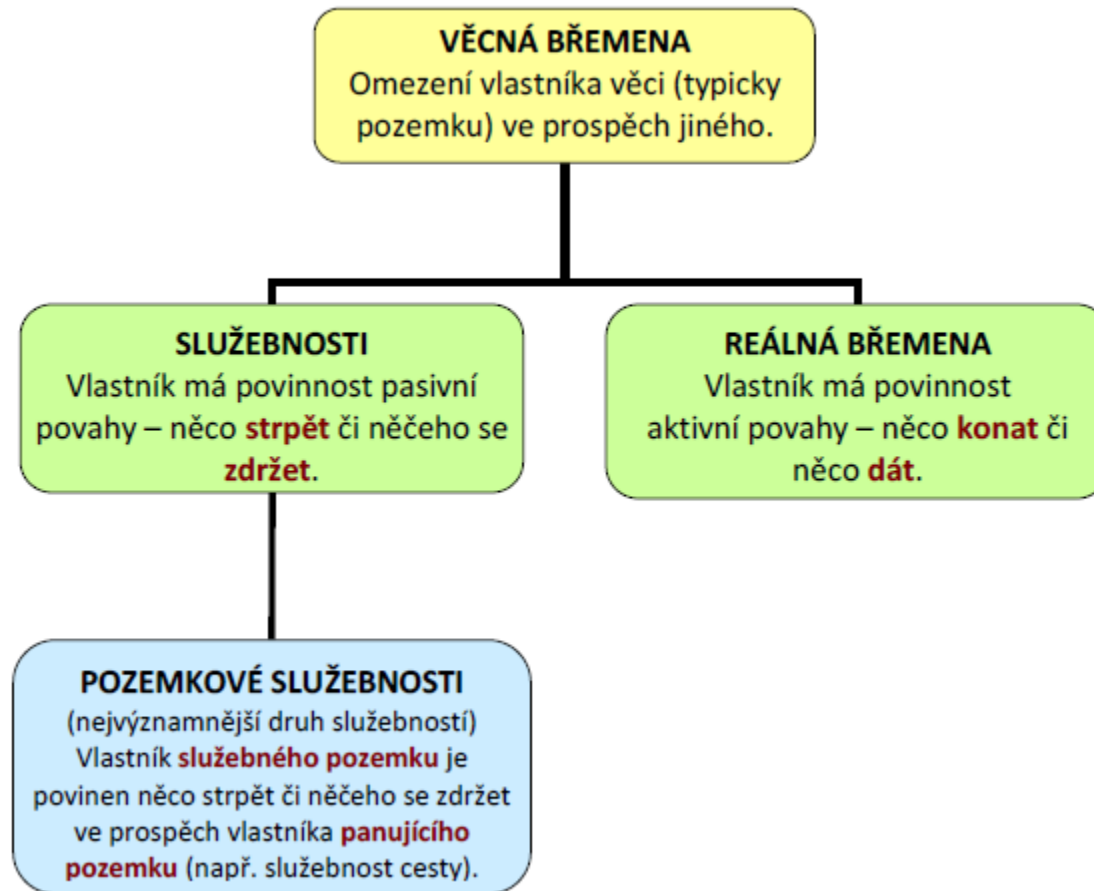 VĚCNÁ BŘEMENA
Omezení vlastníka věci (typicky
pozemku) ve prospěch jiného.
SLUŽEBNOSTI
Vlastník má povinnost pasivní
povahy – něco strpět či něčeho se
zdržet.
REÁLNÁ BŘEMENA
Vlastník má povinnost
aktivní povahy – něco konat či
něco dát.
POZEMKOVÉ SLUŽEBNOSTI
(nejvýznamnější druh služebností)
Vlastník služebného pozemku je
povinen něco strpět či něčeho se zdržet
ve prospěch vlastníka panujícího
pozemku (např. služebnost cesty).